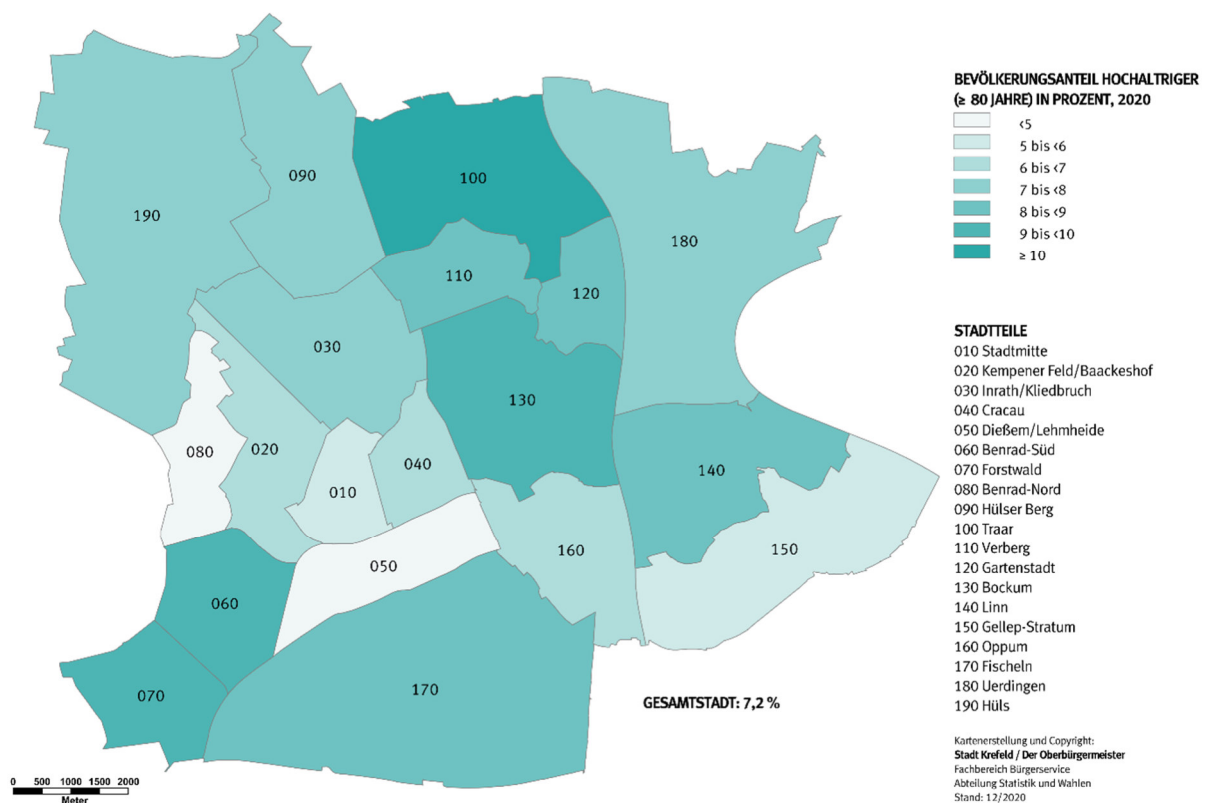 BEVÖLKERUNGSANTEIL HOCHALTRIGER
(≥ 80 JAHRE) IN PROZENT, 2020
<5
5 bis <6
6 bis <7
7 bis <8
8 bis <9
9 bis <10
≥ 10
STADTTEILE
010 Stadtmitte
020 Kempener Feld/Baackeshof
030 Inrath/Kliedbruch
040 Cracau
050 Dießem/Lehmheide
060 Benrad-Süd
070 Forstwald
080 Benrad-Nord
090 Hülser Berg
100 Traar
110 Verberg
120 Gartenstadt
130 Bockum
140 Linn
150 Gellep-Stratum
160 Oppum
170 Fischeln
180 Uerdingen
190 Hüls
Kartenerstellung und Copyright:
Stadt Krefeld / Der Oberbürgermeister
Fachbereich Bürgerservice
Abteilung Statistik und Wahlen
Stand: 12/2020
090
100
190
180
110
120
030
130
080
020
040
010
140
160
150
050
060
070
170
GESAMTSTADT: 7,2 %
0 500 1000 1500 2000
Meter